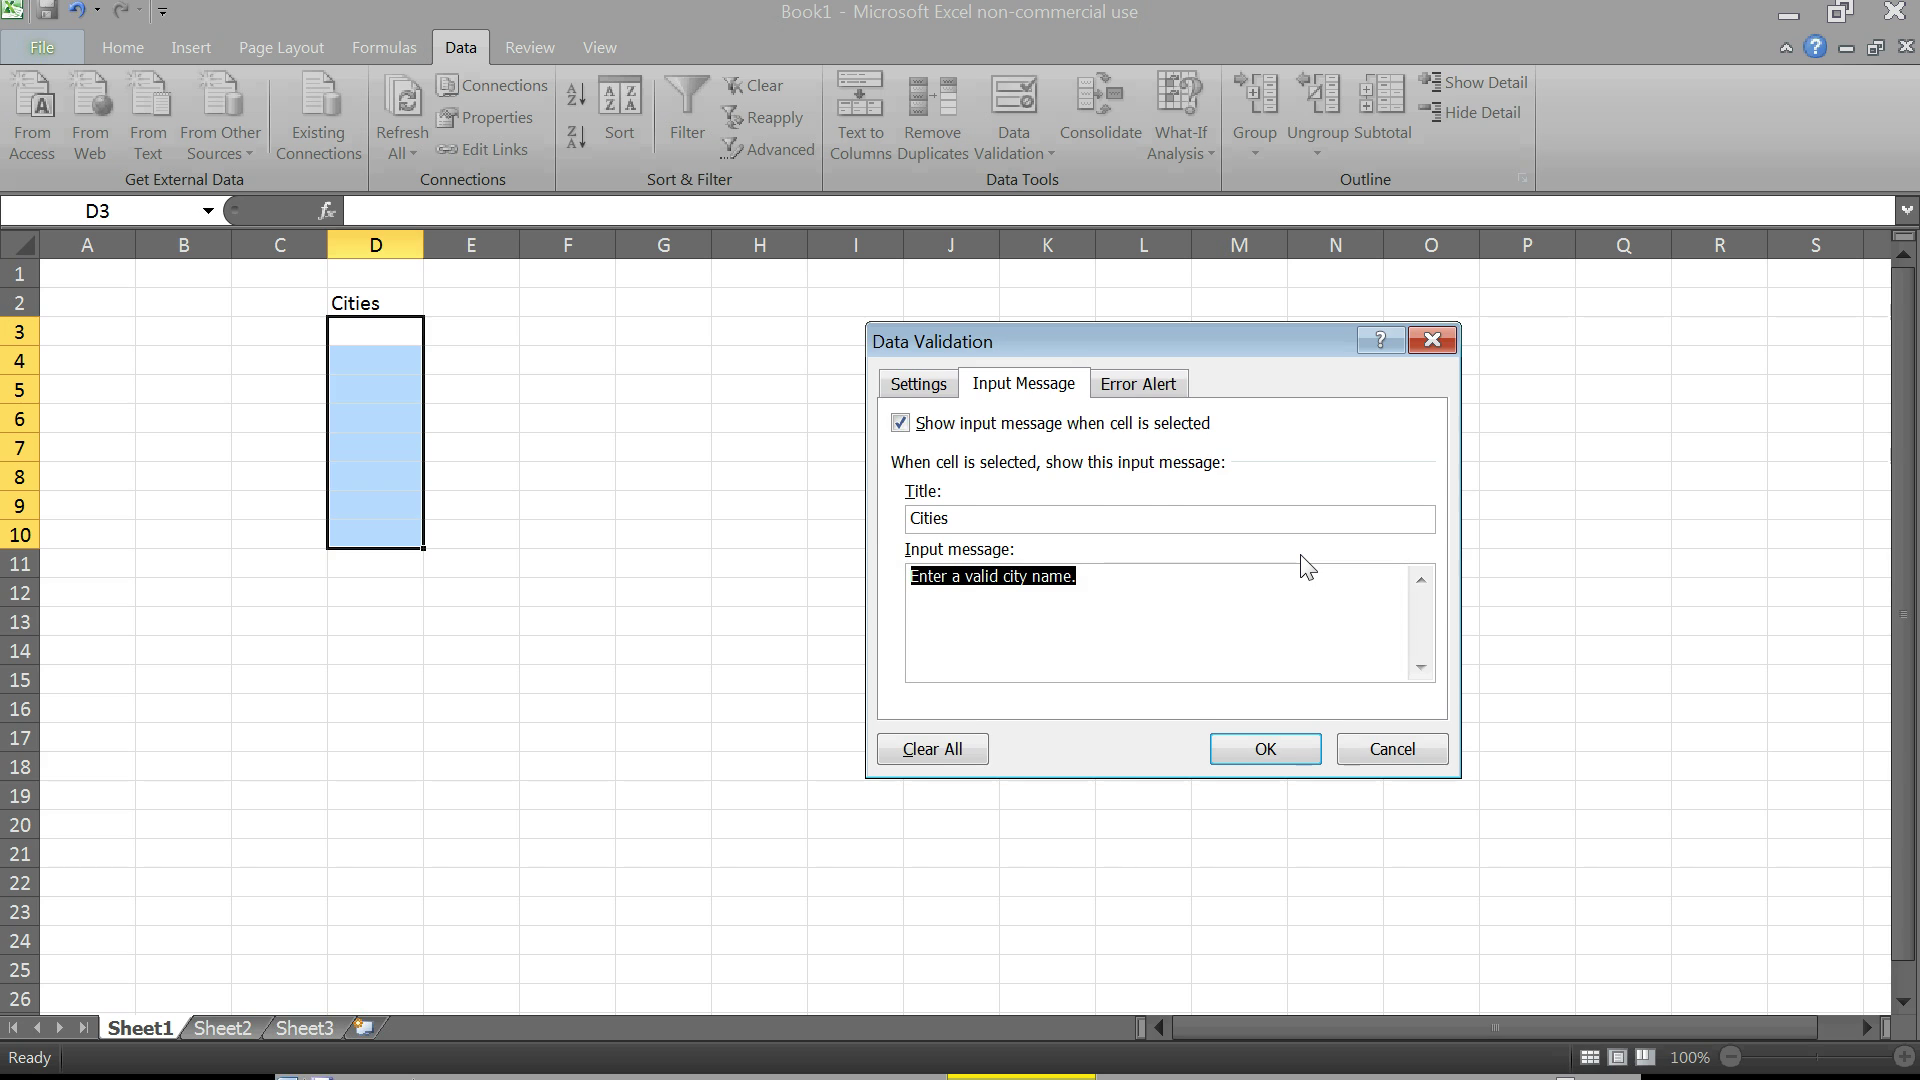 Book1 - Microsoft Excel non-commercial use
File Home Insert Page Layout Formulas Data Review View
From Access
From Web
From Text
From Other Sources
Existing Connections
Get External Data
Refresh All
Connections
Properties
Edit Links
Connections
Sort
Filter
Clear
Reapply
Advanced
Sort & Filter
Text to Columns
Remove Duplicates
Data Validation
Consolidate
What-If Analysis
Data Tools
Group
Ungroup
Subtotal
Show Detail
Hide Detail
Outline
D3
fx
A B C D E F G H I J K L M N O P Q R S
1
2 Cities
3
4
5
6
7
8
9
10
11
12
13
14
15
16
17
18
19
20
21
22
23
24
25
26
Data Validation
Settings Input Message Error Alert
Show input message when cell is selected
When cell is selected, show this input message:
Title:
Cities
Input message:
Enter a valid city name.
Clear All OK Cancel
Sheet1 Sheet2 Sheet3
Ready 100%